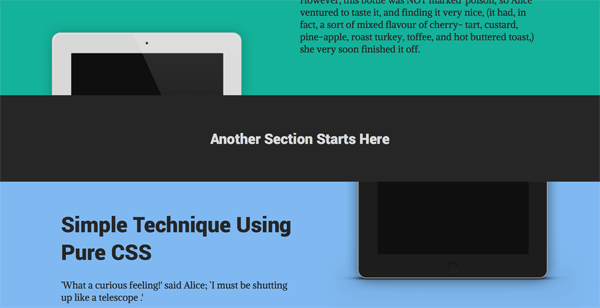 However, this bottle was NOT marked 'poison,' so Alice
ventured to taste it, and finding it very nice, (it had, in
fact, a sort of mixed flavour of cherry- tart, custard,
pine-apple, roast turkey, toffee, and hot buttered toast,)
she very soon finished it off.
Another Section Starts Here
Simple Technique Using
Pure CSS
'What a curious feeling!' said Alice; 'I must be shutting
up like a telescope .'